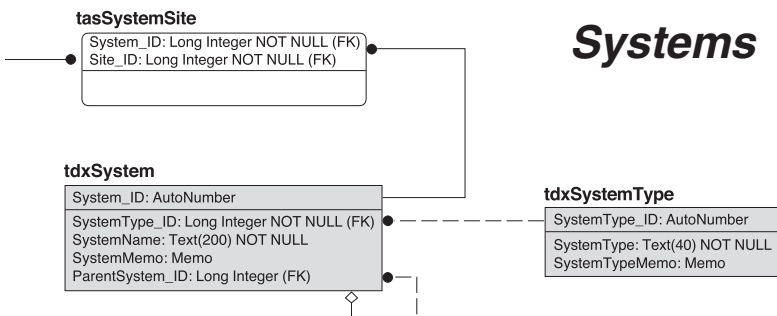 tasSystemSite
System_ID: Long Integer NOT NULL (FK)
Site_ID: Long Integer NOT NULL (FK)
Systems
tdxSystem
System_ID: AutoNumber
SystemType_ID: Long Integer NOT NULL (FK)
SystemName: Text(200) NOT NULL
SystemMemo: Memo
ParentSystem_ID: Long Integer (FK)
tdxSystemType
SystemType_ID: AutoNumber
SystemType: Text(40) NOT NULL
SystemTypeMemo: Memo